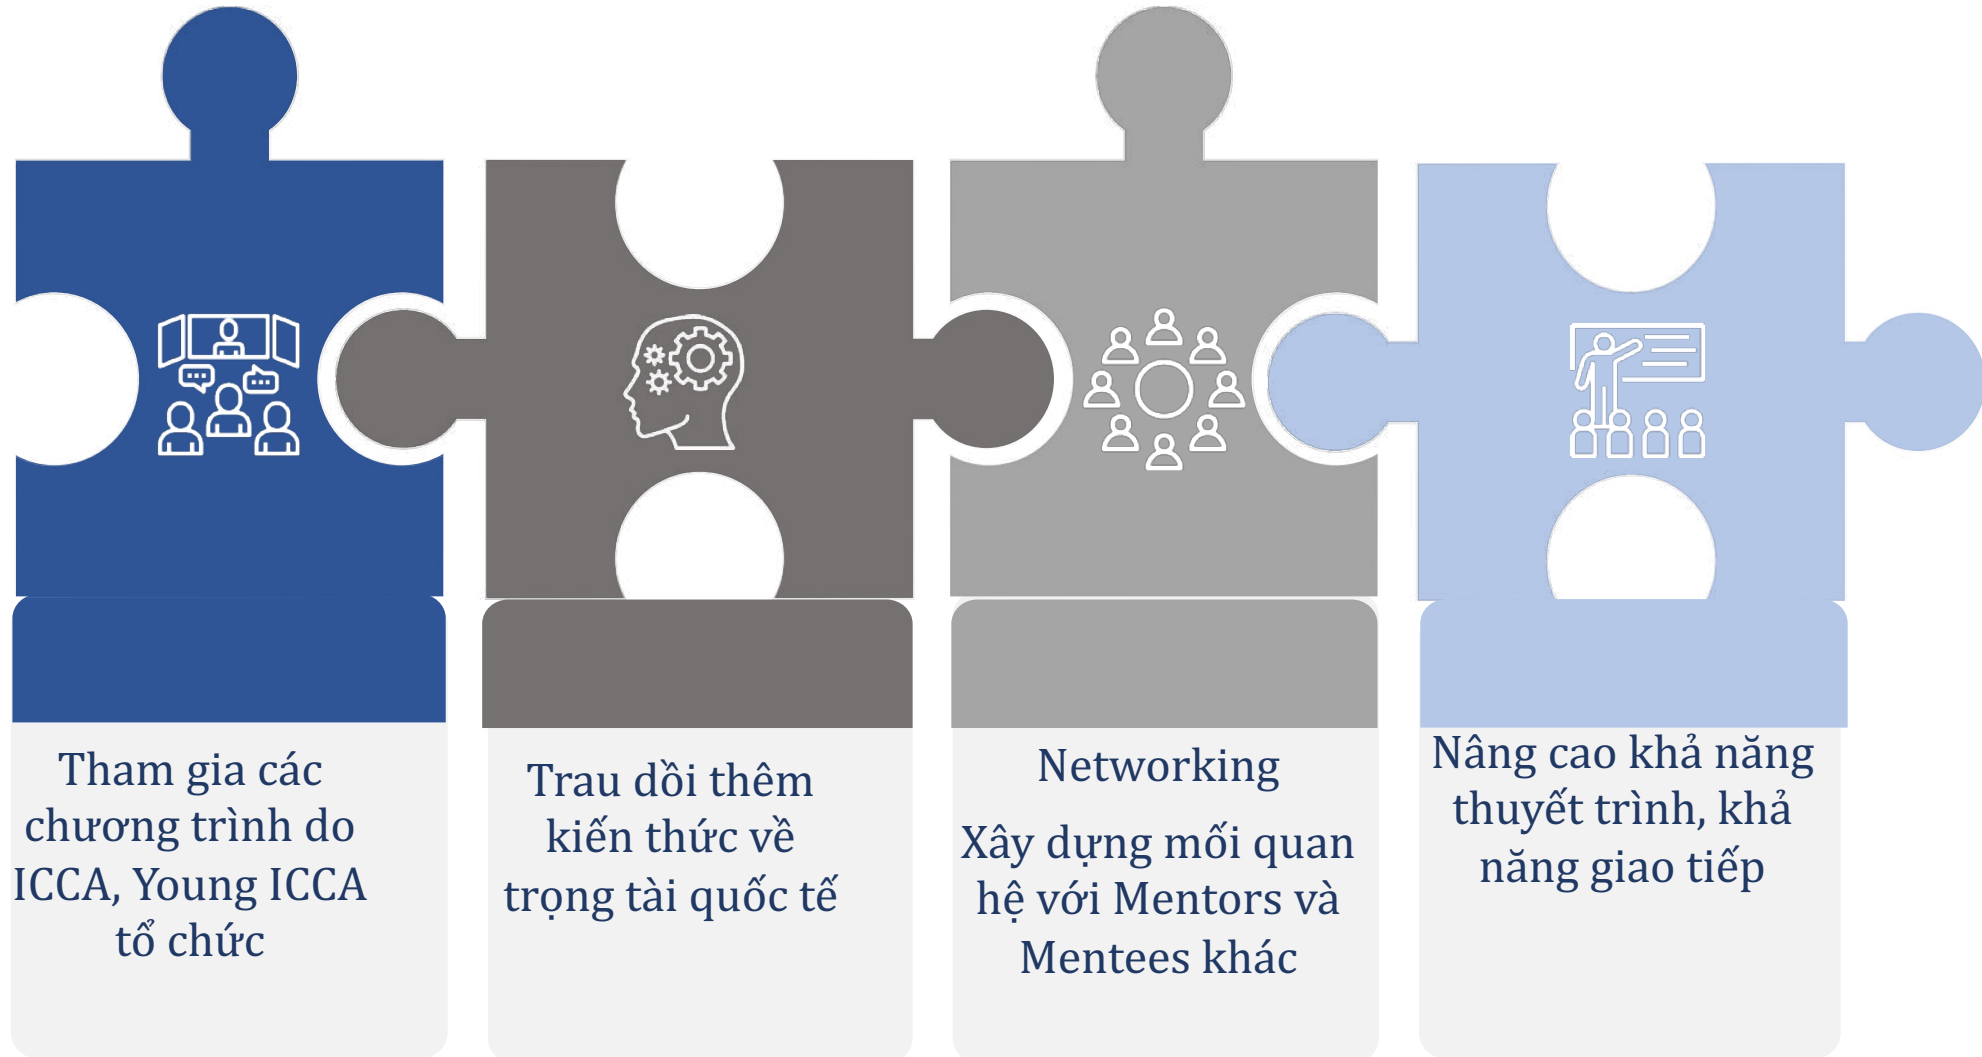 Tham gia các
chương trình do
ICCA, Young ICCA
tổ chức
Trau dồi thêm
kiến thức về
trọng tài quốc tế
Networking
Xây dựng mối quan
hệ với Mentors và
Mentees khác
Nâng cao khả năng
thuyết trình, khả
năng giao tiếp